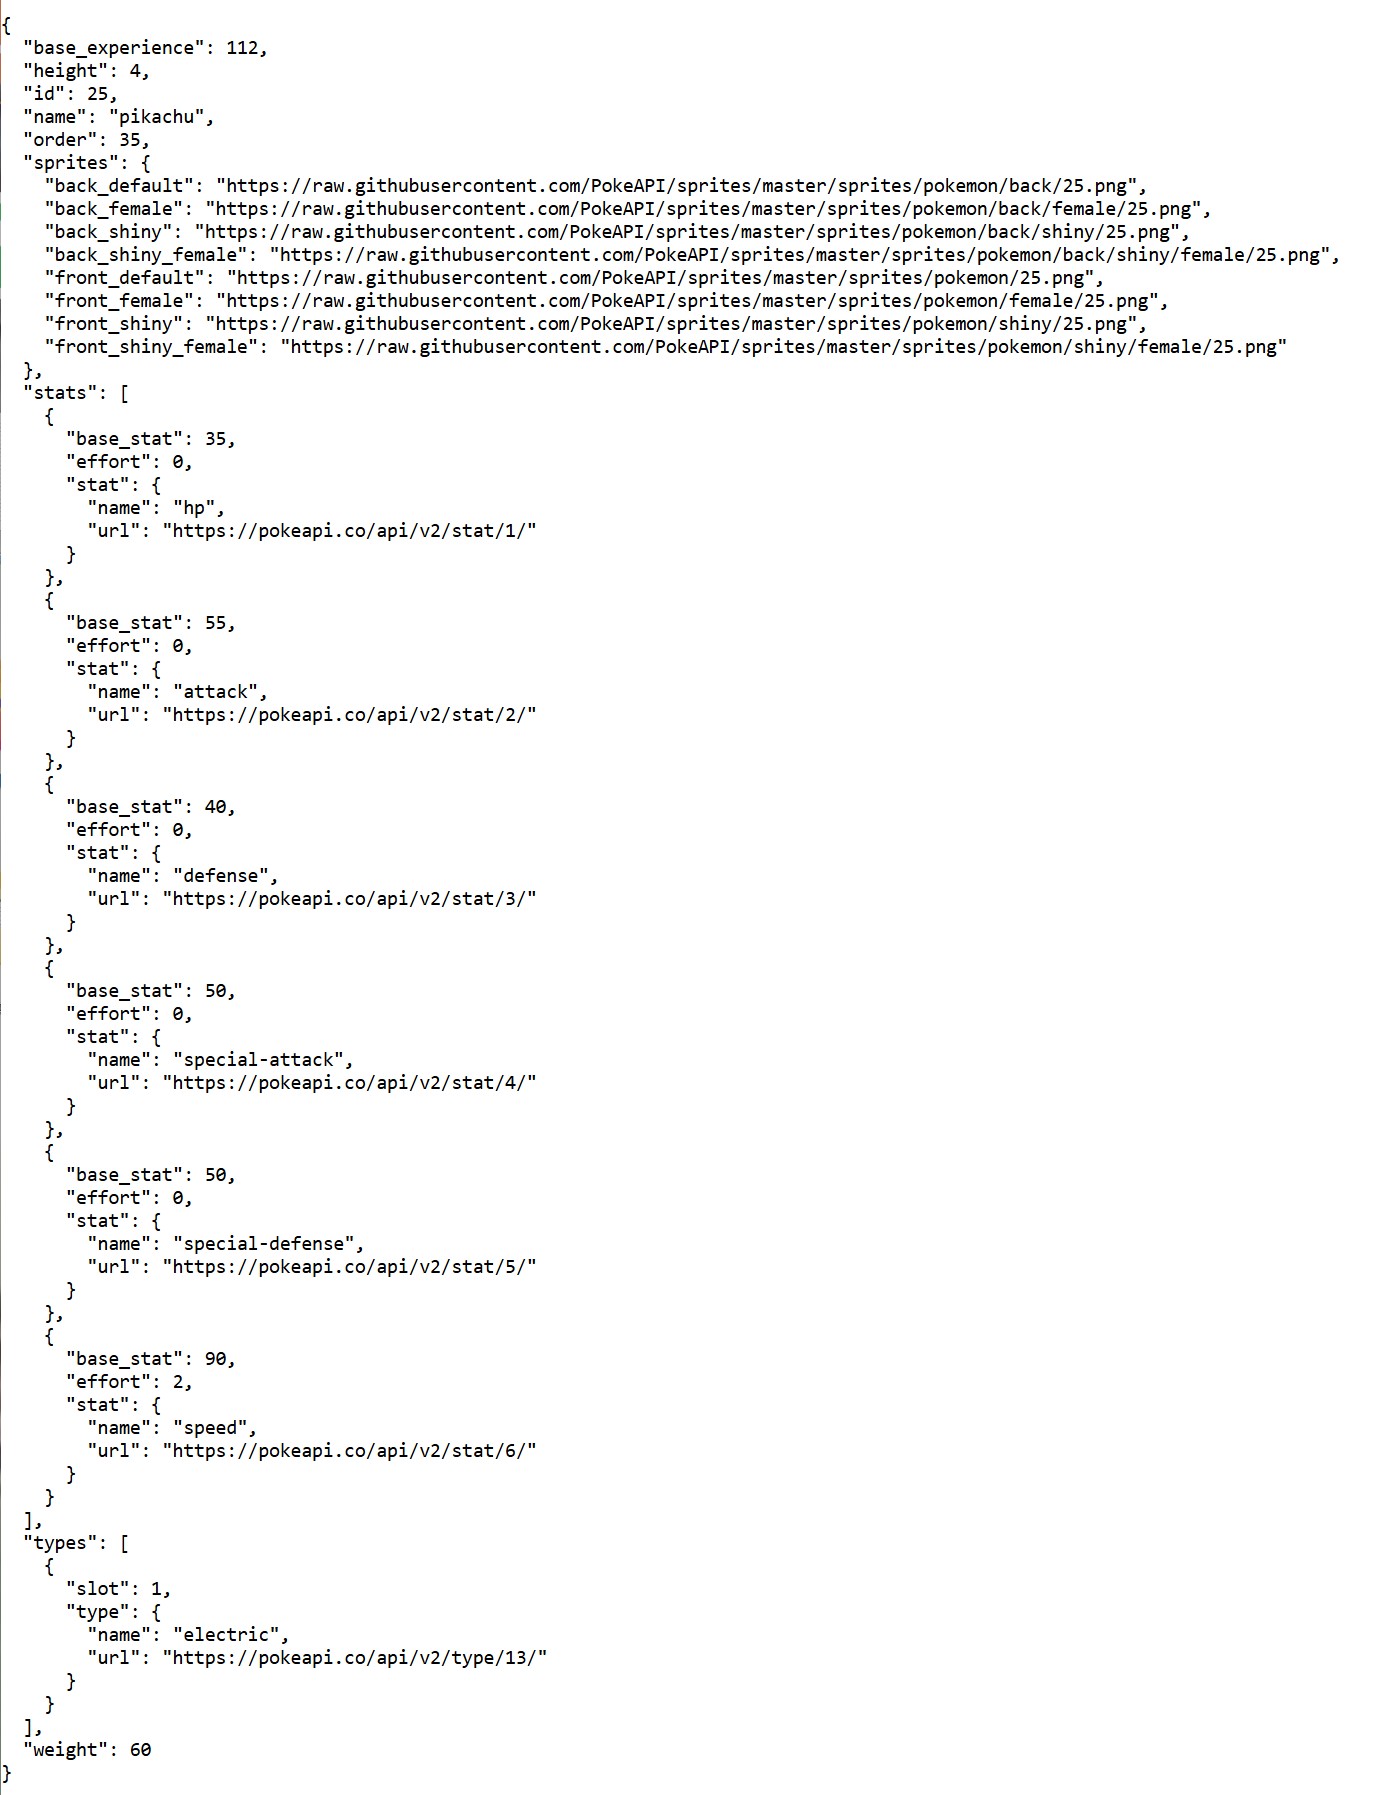 {
  "base_experience": 112,
  "height": 4,
  "id": 25,
  "name": "pikachu",
  "order": 35,
  "sprites": {
    "back_default": "https://raw.githubusercontent.com/PokeAPI/sprites/master/sprites/pokemon/back/25.png",
    "back_female": "https://raw.githubusercontent.com/PokeAPI/sprites/master/sprites/pokemon/back/female/25.png",
    "back_shiny": "https://raw.githubusercontent.com/PokeAPI/sprites/master/sprites/pokemon/back/shiny/25.png",
    "back_shiny_female": "https://raw.githubusercontent.com/PokeAPI/sprites/master/sprites/pokemon/back/shiny/female/25.png",
    "front_default": "https://raw.githubusercontent.com/PokeAPI/sprites/master/sprites/pokemon/25.png",
    "front_female": "https://raw.githubusercontent.com/PokeAPI/sprites/master/sprites/pokemon/female/25.png",
    "front_shiny": "https://raw.githubusercontent.com/PokeAPI/sprites/master/sprites/pokemon/shiny/25.png",
    "front_shiny_female": "https://raw.githubusercontent.com/PokeAPI/sprites/master/sprites/pokemon/shiny/female/25.png"
  },
  "stats": [
    {
      "base_stat": 35,
      "effort": 0,
      "stat": {
        "name": "hp",
        "url": "https://pokeapi.co/api/v2/stat/1/"
      }
    },
    {
      "base_stat": 55,
      "effort": 0,
      "stat": {
        "name": "attack",
        "url": "https://pokeapi.co/api/v2/stat/2/"
      }
    },
    {
      "base_stat": 40,
      "effort": 0,
      "stat": {
        "name": "defense",
        "url": "https://pokeapi.co/api/v2/stat/3/"
      }
    },
    {
      "base_stat": 50,
      "effort": 0,
      "stat": {
        "name": "special-attack",
        "url": "https://pokeapi.co/api/v2/stat/4/"
      }
    },
    {
      "base_stat": 50,
      "effort": 0,
      "stat": {
        "name": "special-defense",
        "url": "https://pokeapi.co/api/v2/stat/5/"
      }
    },
    {
      "base_stat": 90,
      "effort": 2,
      "stat": {
        "name": "speed",
        "url": "https://pokeapi.co/api/v2/stat/6/"
      }
    }
  ],
  "types": [
    {
      "slot": 1,
      "type": {
        "name": "electric",
        "url": "https://pokeapi.co/api/v2/type/13/"
      }
    }
  ],
  "weight": 60
}